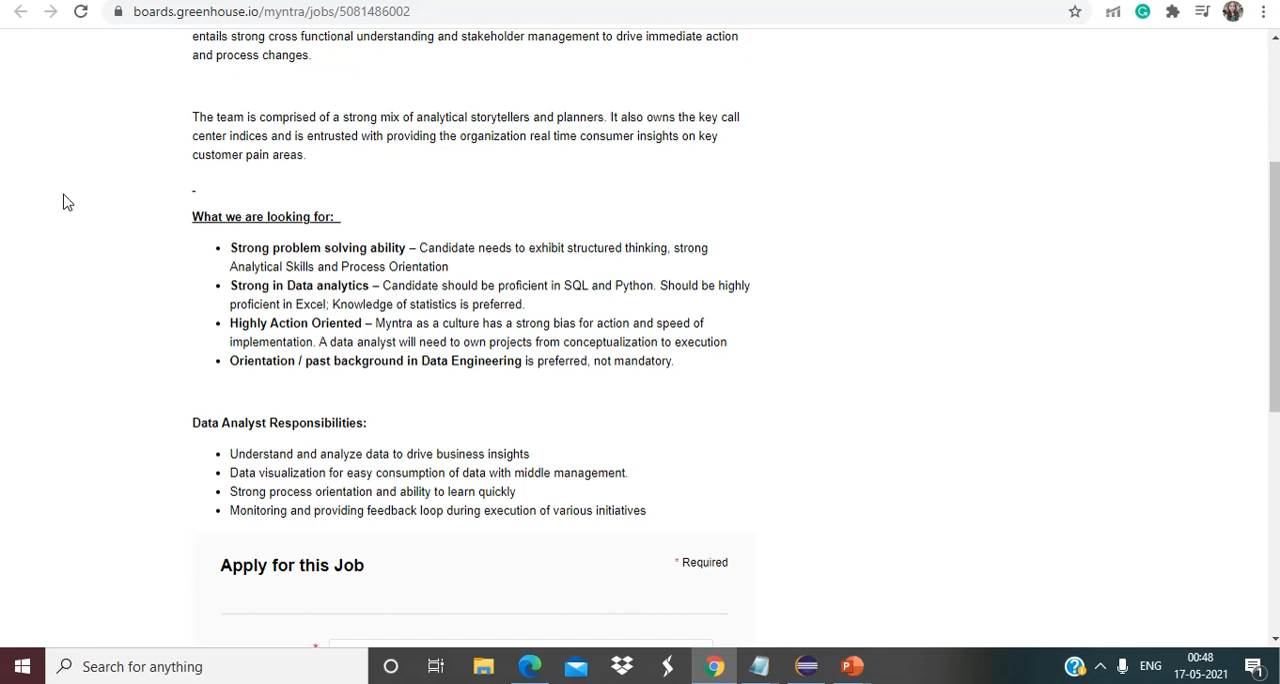 boards.greenhouse.io/myntra/jobs/5081486002
entails strong cross functional understanding and stakeholder management to drive immediate action
and process changes.
The team is comprised of a strong mix of analytical storytellers and planners. It also owns the key call
center indices and is entrusted with providing the organization real time consumer insights on key
customer pain areas.
-
What we are looking for:
• Strong problem solving ability – Candidate needs to exhibit structured thinking, strong
Analytical Skills and Process Orientation
• Strong in Data analytics – Candidate should be proficient in SQL and Python. Should be highly
proficient in Excel; Knowledge of statistics is preferred.
• Highly Action Oriented – Myntra as a culture has a strong bias for action and speed of
implementation. A data analyst will need to own projects from conceptualization to execution
• Orientation / past background in Data Engineering is preferred, not mandatory.
Data Analyst Responsibilities:
• Understand and analyze data to drive business insights
• Data visualization for easy consumption of data with middle management.
• Strong process orientation and ability to learn quickly
• Monitoring and providing feedback loop during execution of various initiatives
Apply for this Job
* Required
*
Search for anything
ENG
00:48
17-05-2021
1